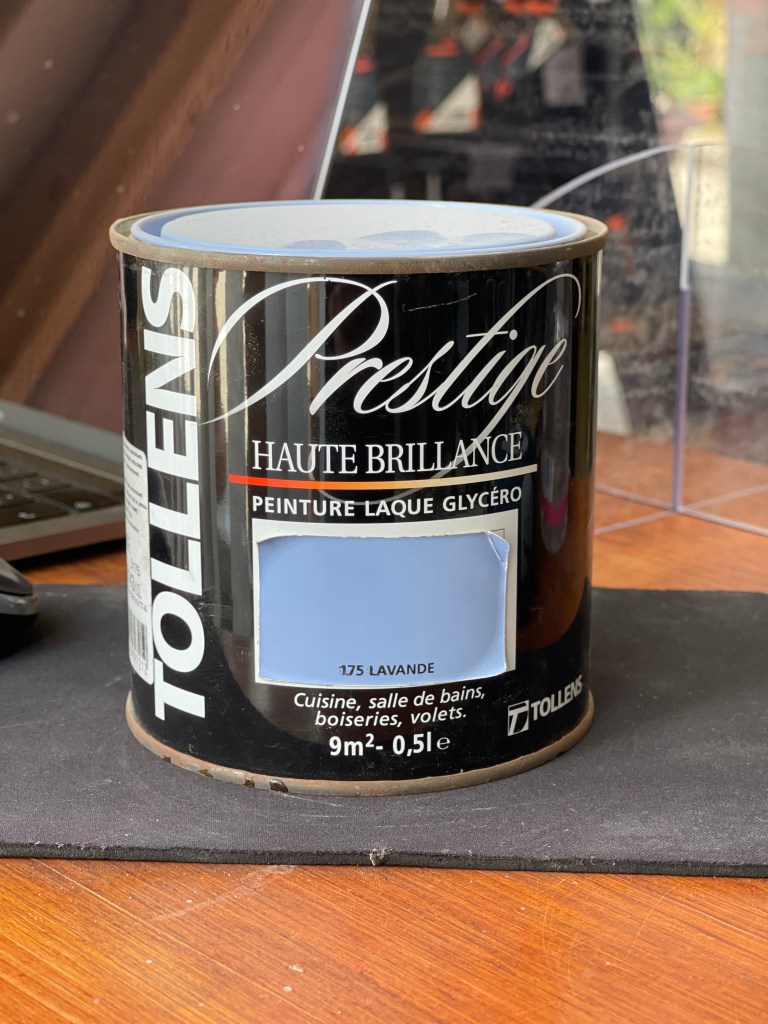 TOLLENS
Prestige
HAUTE BRILLANCE
PEINTURE LAQUE GLYCÉRO
175 LAVANDE
Cuisine, salle de bains,
boiseries, volets.
9m²- 0,5l e
TOLLENS